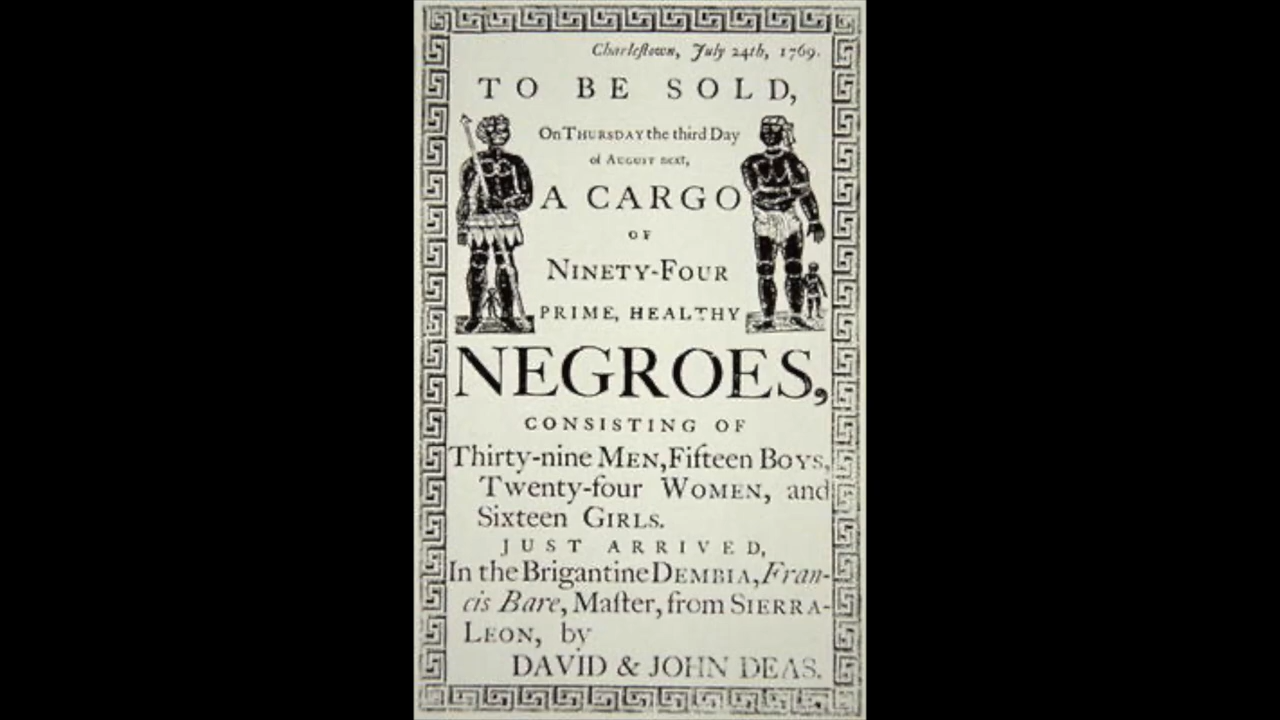 Charleſtown, July 24th, 1769.
TO BE SOLD,
On THURSDAY the third Day
of AUGUST next,
A CARGO
OF
NINETY-FOUR
PRIME, HEALTHY
NEGROES,
CONSISTING OF
Thirty-nine MEN, Fifteen BOYS,
Twenty-four WOMEN, and
Sixteen GIRLS.
JUST ARRIVED,
In the Brigantine DEMBIA, Fran-
cis Bare, Maſter, from SIERRA-
LEON, by
DAVID & JOHN DEAS.